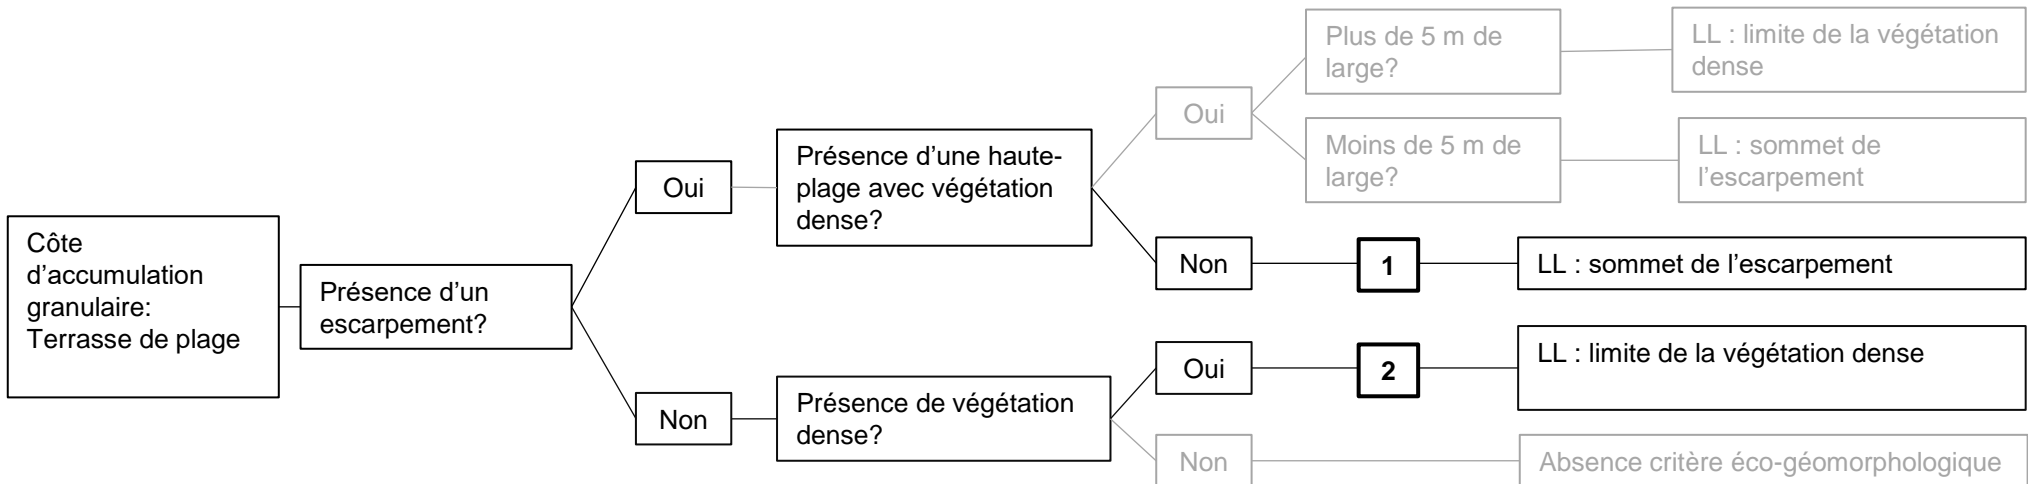 Côte
d'accumulation
granulaire:
Terrasse de plage
Présence d'un
escarpement?
Oui
Présence d'une haute-
plage avec végétation
dense?
Oui
Plus de 5 m de
large?
LL : limite de la végétation
dense
Moins de 5 m de
large?
LL : sommet de
l'escarpement
Non
1
LL : sommet de l'escarpement
Non
Présence de végétation
dense?
Oui
2
LL : limite de la végétation dense
Non
Absence critère éco-géomorphologique